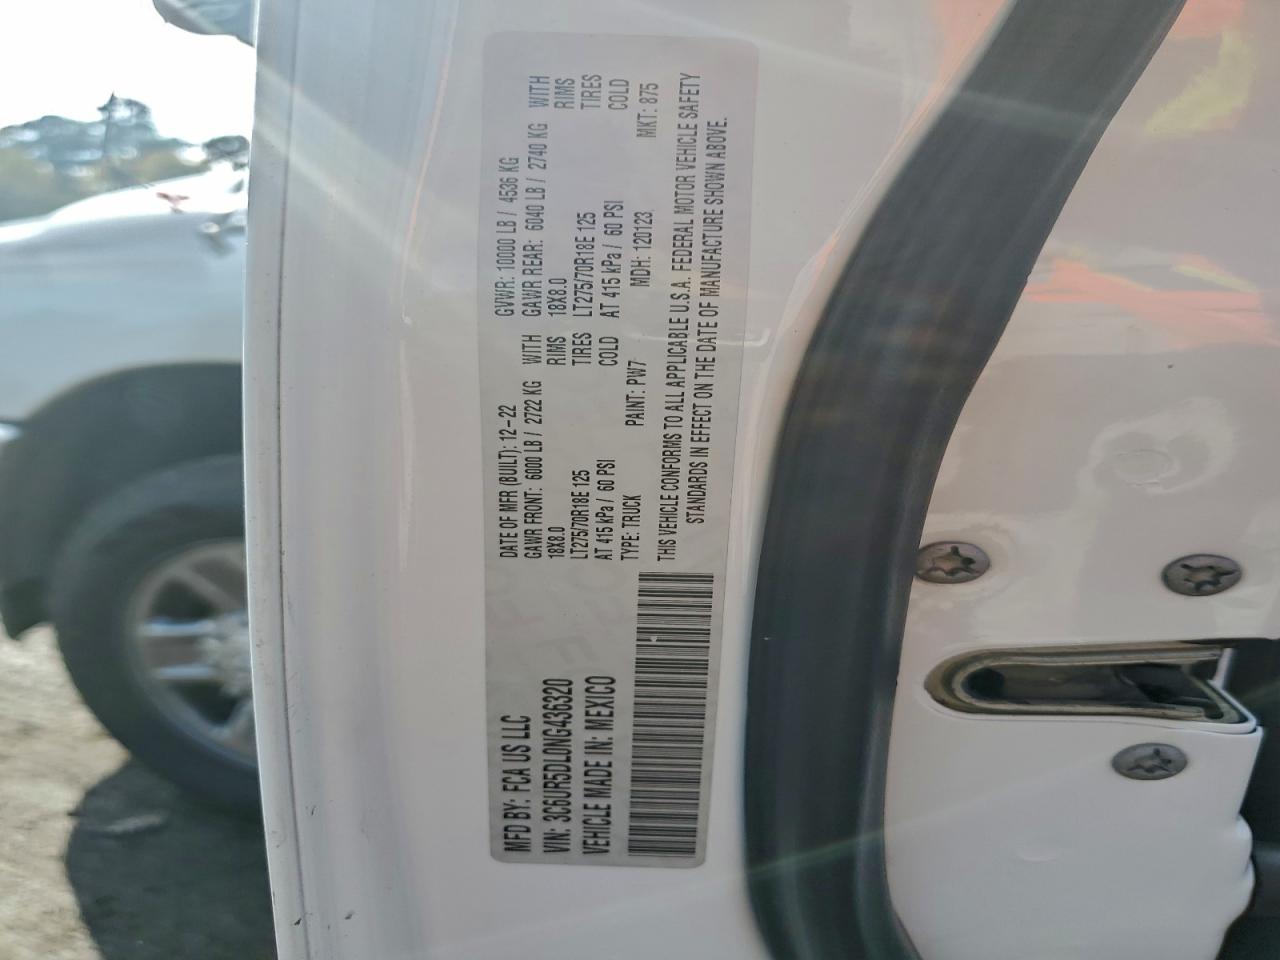 MFD BY: FCA US LLC
VIN: 3C6UR5DL0NG436320
VEHICLE MADE IN: MEXICO
DATE OF MFR (BUILT): 12-22 GVWR: 10000 LB / 4536 KG
GAWR FRONT: 6000 LB / 2722 KG WITH GAWR REAR: 6040 LB / 2740 KG WITH
18X8.0 RIMS 18X8.0 RIMS
LT275/70R18E 125 TIRES LT275/70R18E 125 TIRES
AT 415 kPa / 60 PSI COLD AT 415 kPa / 60 PSI COLD
TYPE: TRUCK PAINT: PW7 MDH: 120123 MKT: 875
THIS VEHICLE CONFORMS TO ALL APPLICABLE U.S.A. FEDERAL MOTOR VEHICLE SAFETY
STANDARDS IN EFFECT ON THE DATE OF MANUFACTURE SHOWN ABOVE.